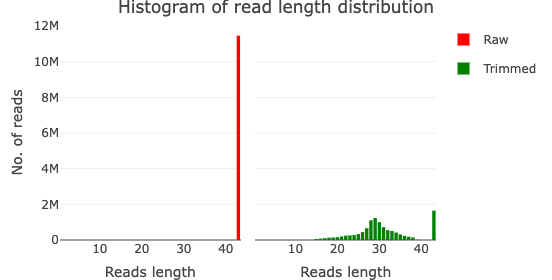 Histogram of read length distribution
No. of reads
12M
10M
8M
6M
4M
2M
0
10 20 30 40
10 20 30 40
Reads length
Reads length
Raw
Trimmed